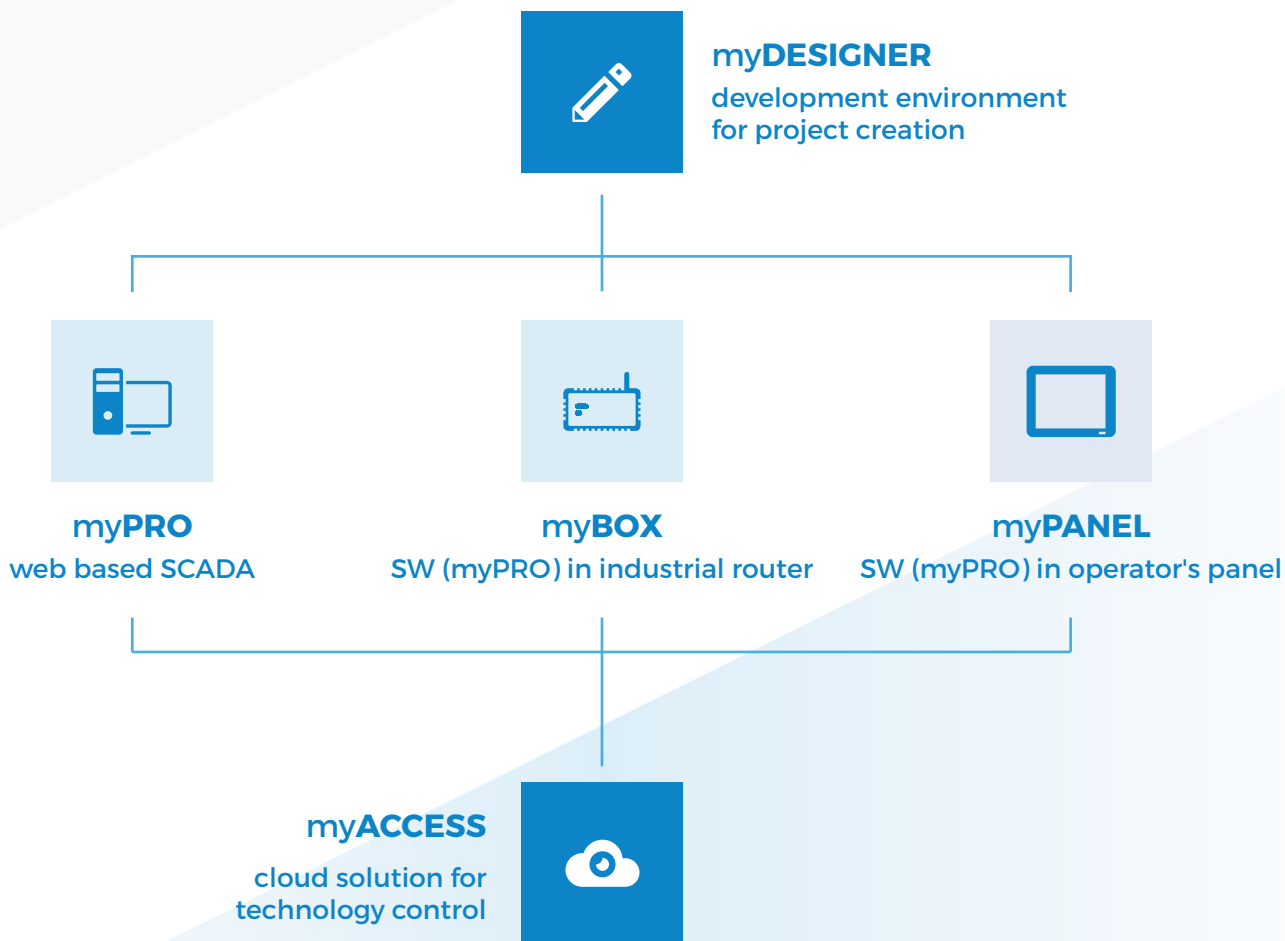 myDESIGNER
development environment
for project creation
myPRO
web based SCADA
myBOX
SW (myPRO) in industrial router
myPANEL
SW (myPRO) in operator's panel
myACCESS
cloud solution for
technology control